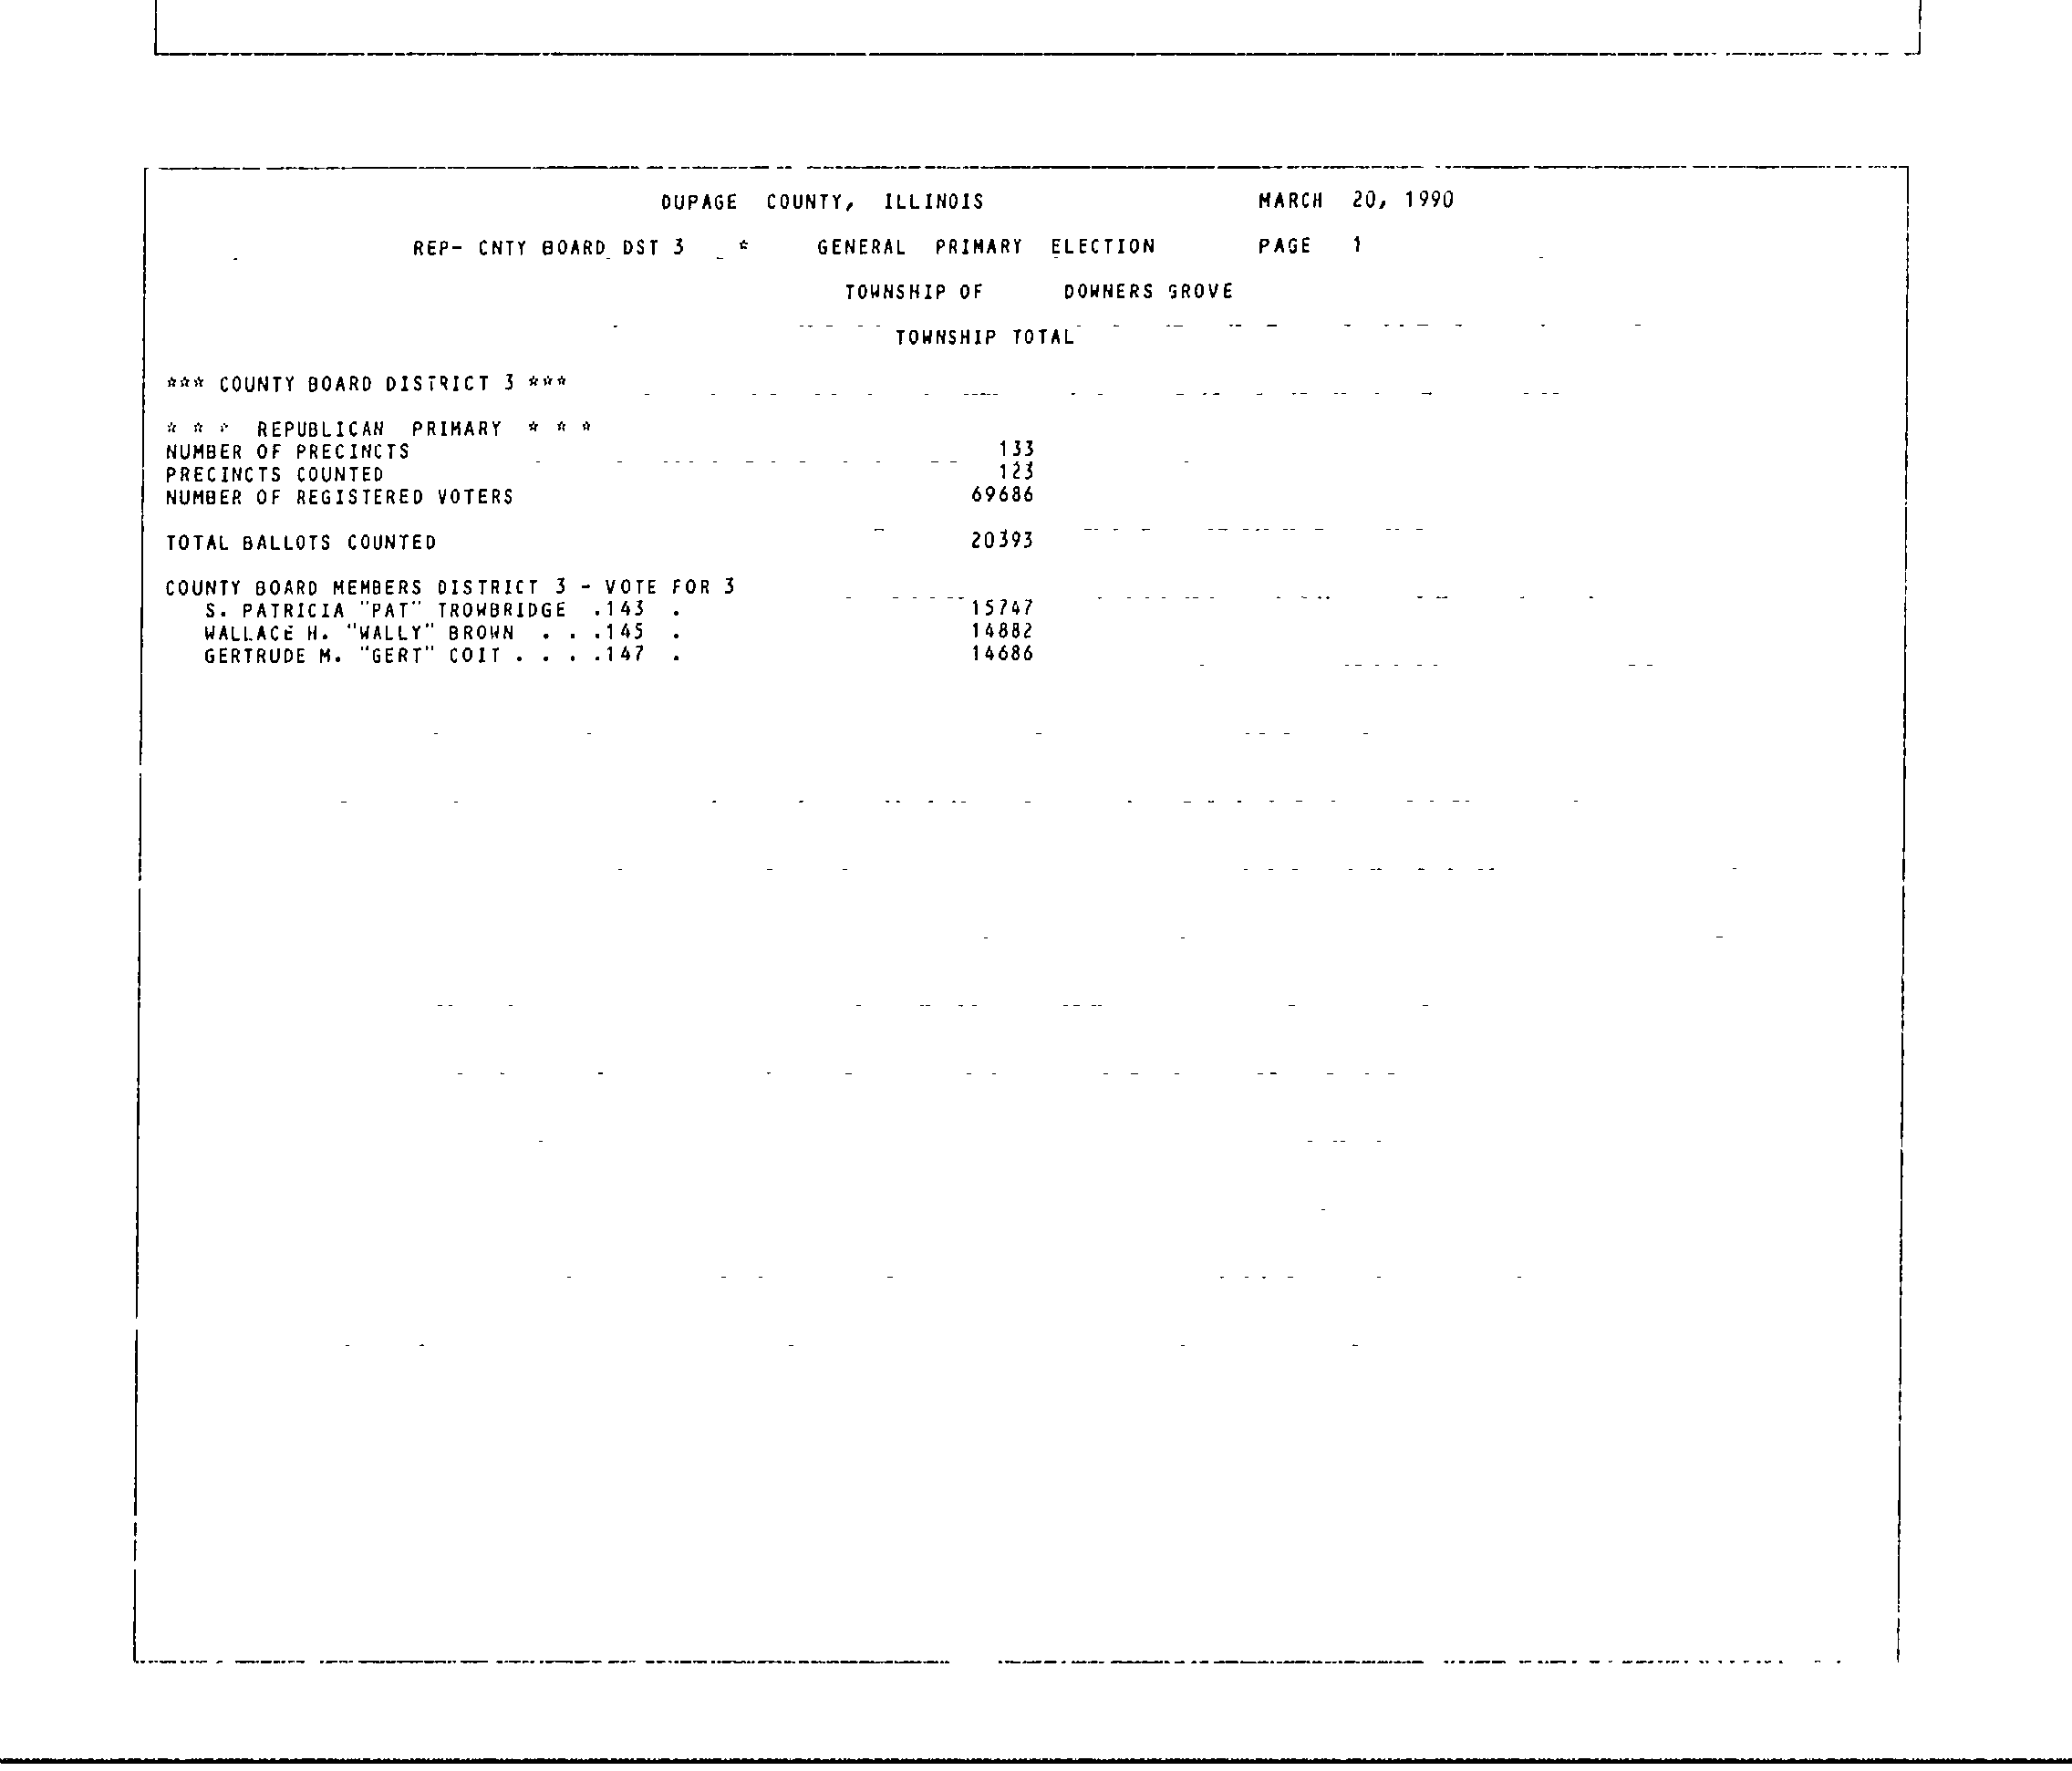 DUPAGE COUNTY, ILLINOIS MARCH 20, 1990
REP- CNTY BOARD DST 3 * GENERAL PRIMARY ELECTION PAGE 1
TOWNSHIP OF DOWNERS GROVE
TOWNSHIP TOTAL
*** COUNTY BOARD DISTRICT 3 ***
* * * REPUBLICAN PRIMARY * * *
NUMBER OF PRECINCTS 133
PRECINCTS COUNTED 123
NUMBER OF REGISTERED VOTERS 69686
TOTAL BALLOTS COUNTED 20393
COUNTY BOARD MEMBERS DISTRICT 3 - VOTE FOR 3
S. PATRICIA "PAT" TROWBRIDGE .143 . 15747
WALLACE H. "WALLY" BROWN . . .145 . 14882
GERTRUDE M. "GERT" COIT . . . .147 . 14686